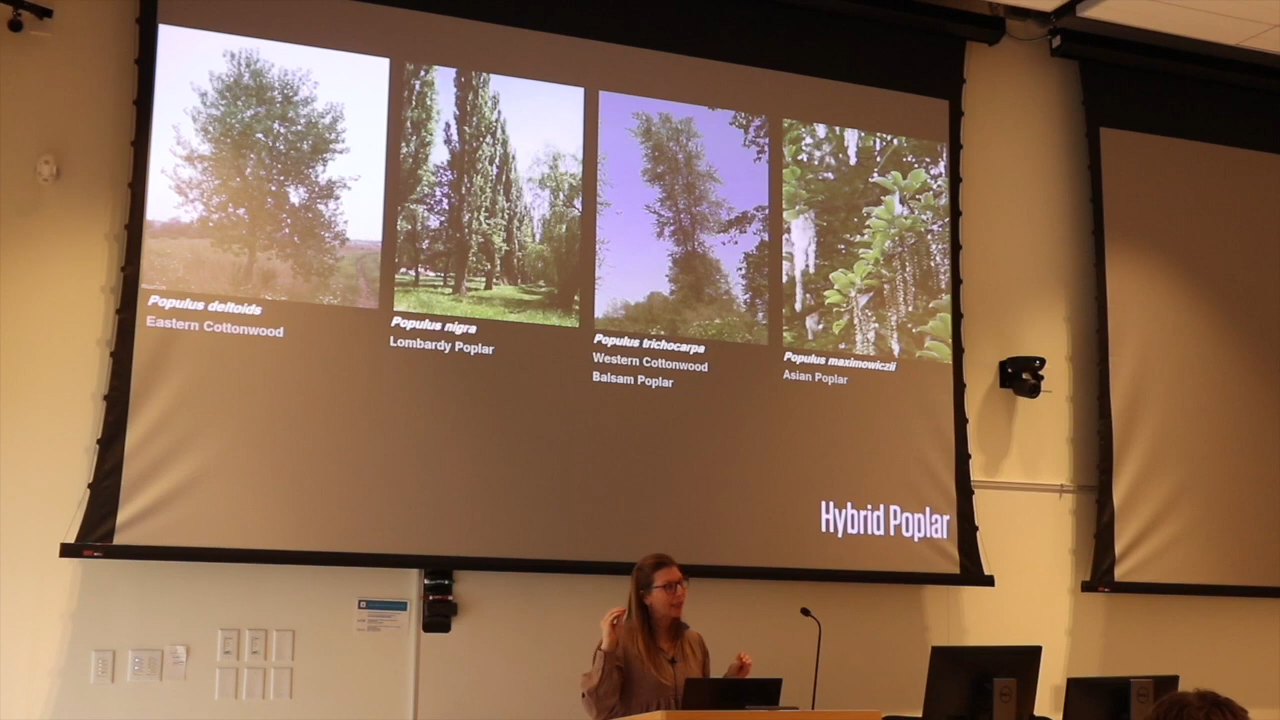 Populus deltoids
Eastern Cottonwood
Populus nigra
Lombardy Poplar
Populus trichocarpa
Western Cottonwood
Balsam Poplar
Populus maximowiczii
Asian Poplar
Hybrid Poplar